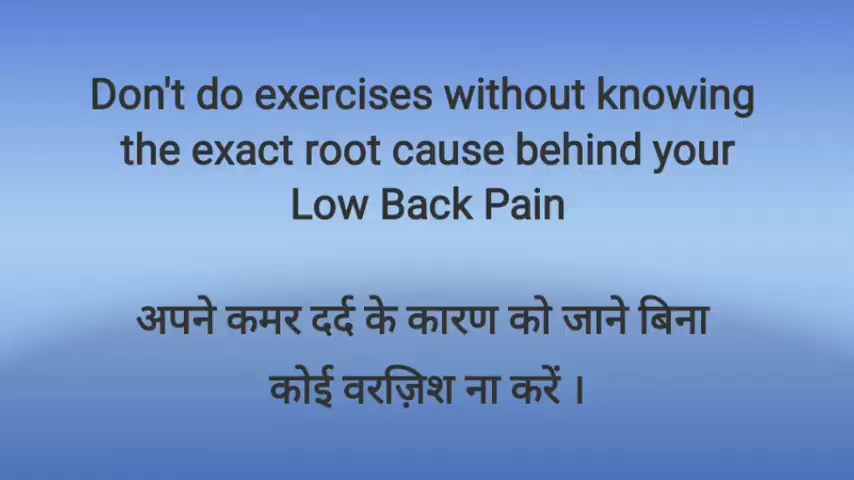 Don't do exercises without knowing
the exact root cause behind your
Low Back Pain
अपने कमर दर्द के कारण को जाने बिना
कोई वरज़िश ना करें ।